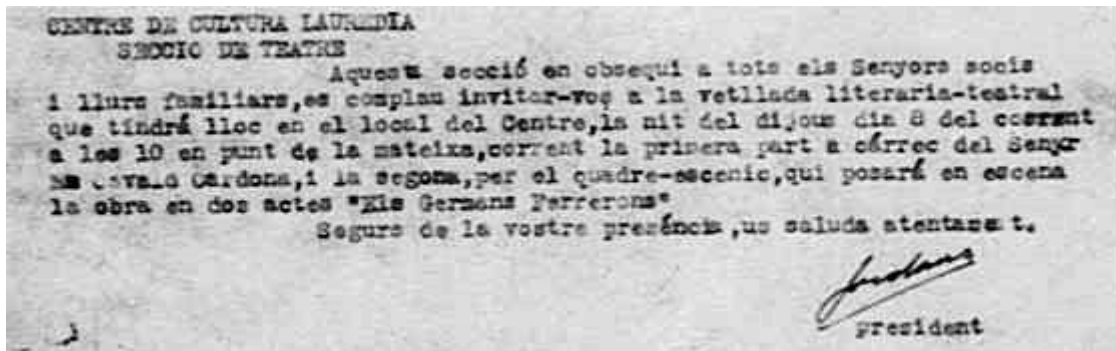 CENTRE DE CULTURA LAUREDIA
SECCIO DE TEATRE
Aquesta secció en obsequi a tots els Senyors socis
i llurs familiars,es complau invitar-vos a la vetllada literaria-teatral
que tindrá lloc en el local del Centre,la nit del dijous dia 8 del corrent
a les 10 en punt de la mateixa,corrent la primera part a cárrec del Senyor
Cardona,i la segona,per el quadre-escenic,qui posará en escena
la obra en dos actes "Els Germans Ferrerons"
Segurs de la vostre preséncia,us saluda atentament.
president